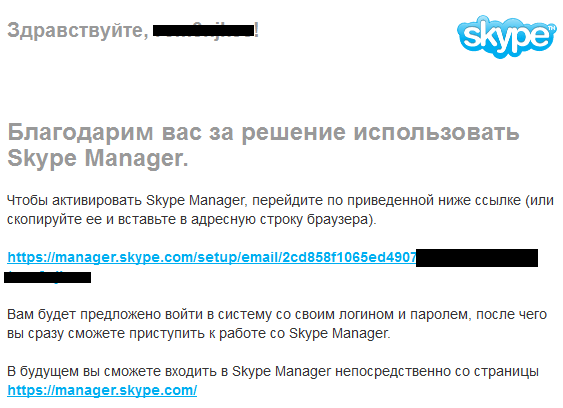 Здравствуйте, !
skype
Благодарим вас за решение использовать
Skype Manager.
Чтобы активировать Skype Manager, перейдите по приведенной ниже ссылке (или
скопируйте ее и вставьте в адресную строку браузера).
https://manager.skype.com/setup/email/2cd858f1065ed4907
Вам будет предложено войти в систему со своим логином и паролем, после чего
вы сразу сможете приступить к работе со Skype Manager.
В будущем вы сможете входить в Skype Manager непосредственно со страницы
https://manager.skype.com/